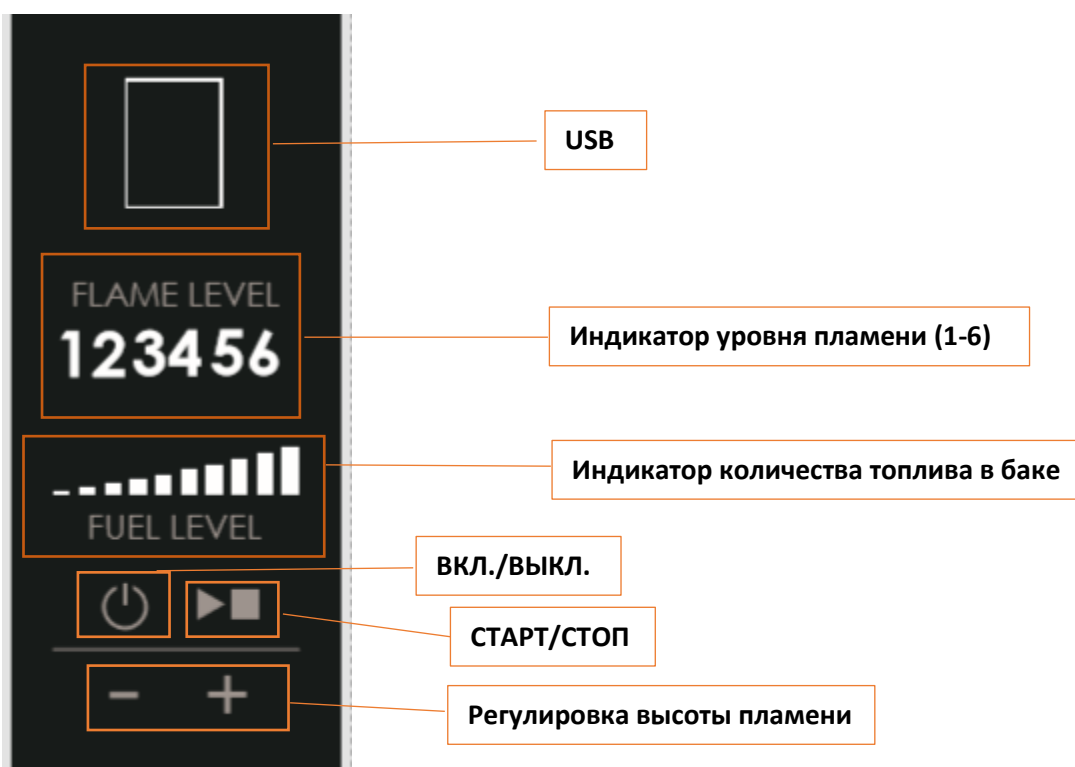 USB
FLAME LEVEL
123456
Индикатор уровня пламени (1-6)
Индикатор количества топлива в баке
FUEL LEVEL
ВКЛ./ВЫКЛ.
СТАРТ/СТОП
- +
Регулировка высоты пламени